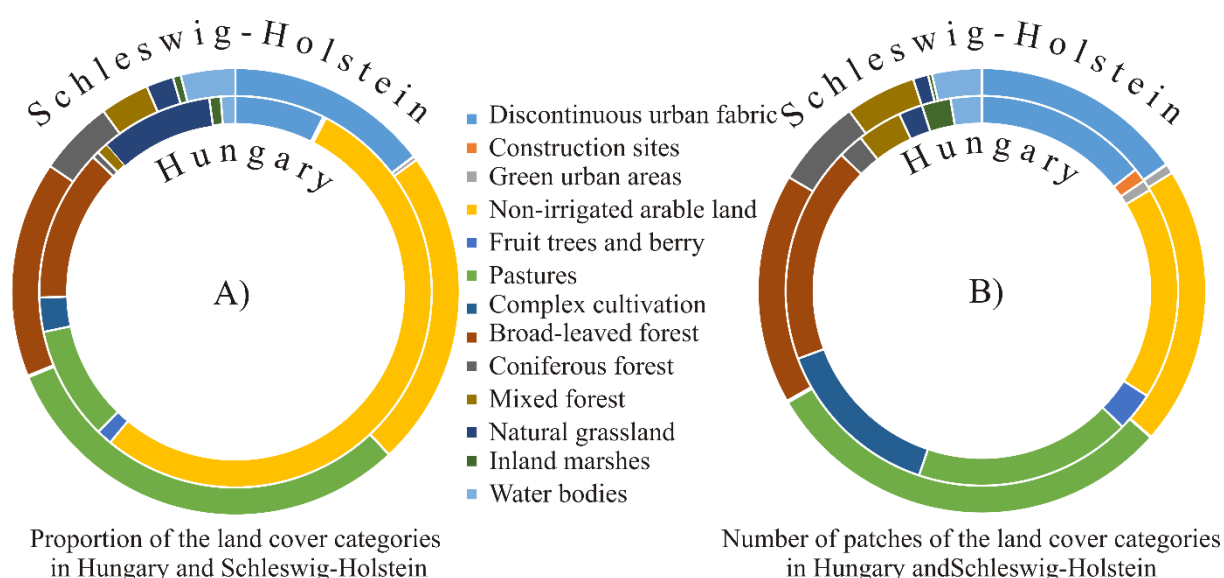 Schleswig-Holstein
Hungary
A)
Discontinuous urban fabric
Construction sites
Green urban areas
Non-irrigated arable land
Fruit trees and berry
Pastures
Complex cultivation
Broad-leaved forest
Coniferous forest
Mixed forest
Natural grassland
Inland marshes
Water bodies
Schleswig-Holstein
Hungary
B)
Proportion of the land cover categories
in Hungary and Schleswig-Holstein
Number of patches of the land cover categories
in Hungary andSchleswig-Holstein